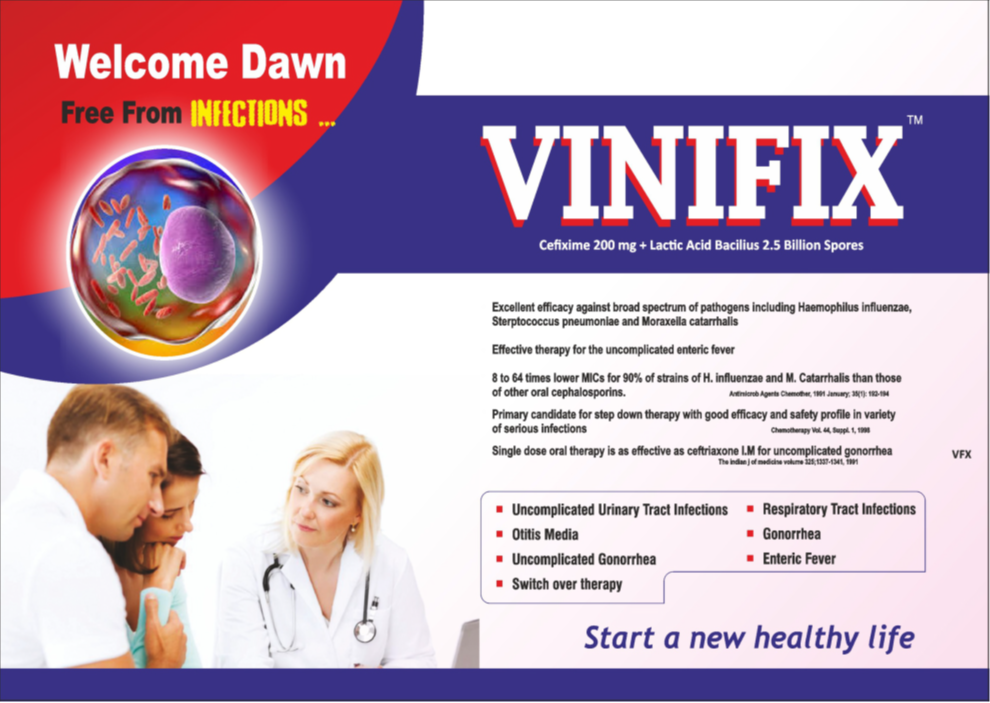 Welcome Dawn
Free From INFECTIONS ...
VINIFIX™
Cefixime 200 mg + Lactic Acid Bacilius 2.5 Billion Spores
Excellent efficacy against broad spectrum of pathogens including Haemophilus influenzae,
Sterptococcus pneumoniae and Moraxella catarrhalis
Effective therapy for the uncomplicated enteric fever
8 to 64 times lower MICs for 90% of strains of H. influenzae and M. Catarrhalis than those
of other oral cephalosporins.
Antimicrob Agents Chemother, 1991 January; 35(1): 192-194
Primary candidate for step down therapy with good efficacy and safety profile in variety
of serious infections
Chemotherapy Vol. 44, Suppl. 1, 1998
Single dose oral therapy is as effective as ceftriaxone I.M for uncomplicated gonorrhea
The indian j of medicina volume 325;1337-1341, 1991
VFX
Uncomplicated Urinary Tract Infections
Otitis Media
Uncomplicated Gonorrhea
Switch over therapy
Respiratory Tract Infections
Gonorrhea
Enteric Fever
Start a new healthy life